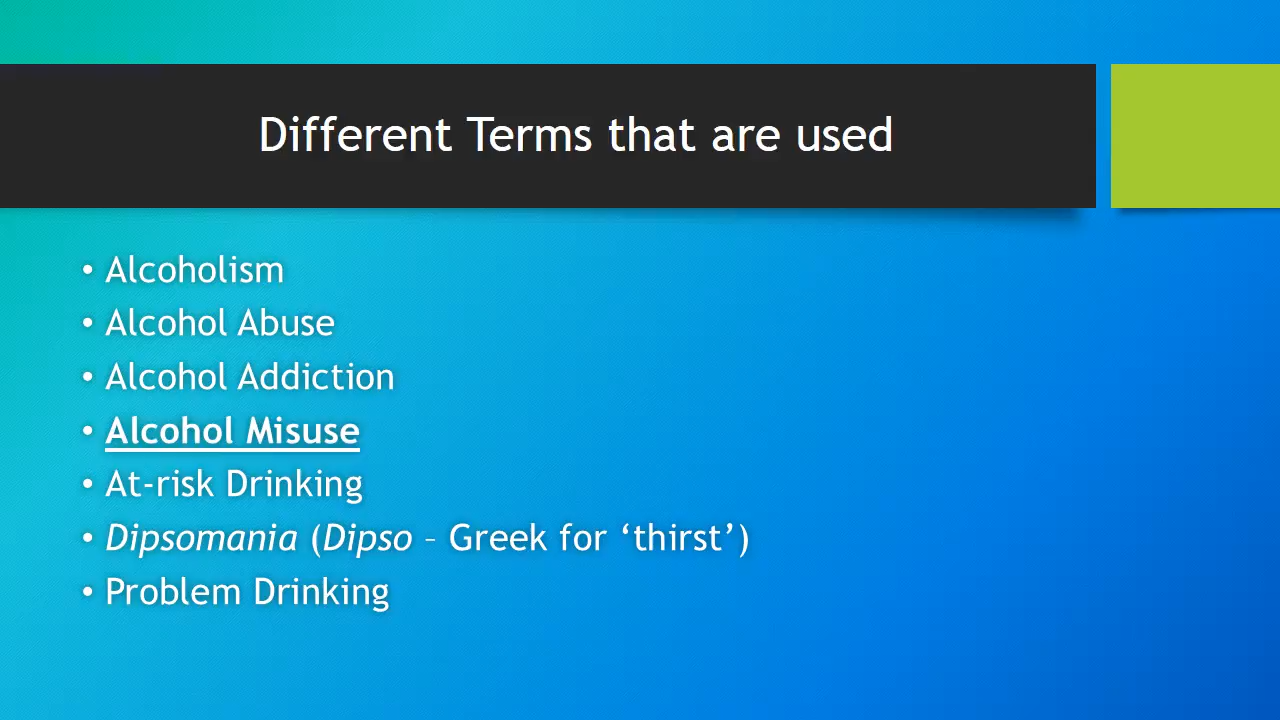 Different Terms that are used
• Alcoholism
• Alcohol Abuse
• Alcohol Addiction
• Alcohol Misuse
• At-risk Drinking
• Dipsomania (Dipso – Greek for ‘thirst’)
• Problem Drinking